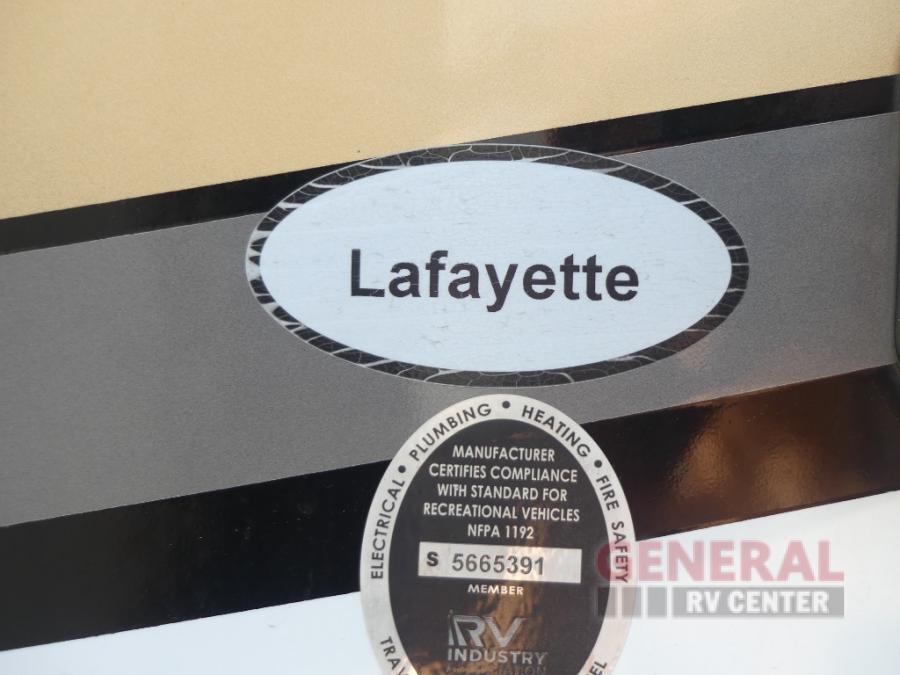 Lafayette
ELECTRICAL • PLUMBING • HEATING • FIRE SAFETY
MANUFACTURER
CERTIFIES COMPLIANCE
WITH STANDARD FOR
RECREATIONAL VEHICLES
NFPA 1192
S 5665391
MEMBER
RV
INDUSTRY
GENERAL
RV CENTER